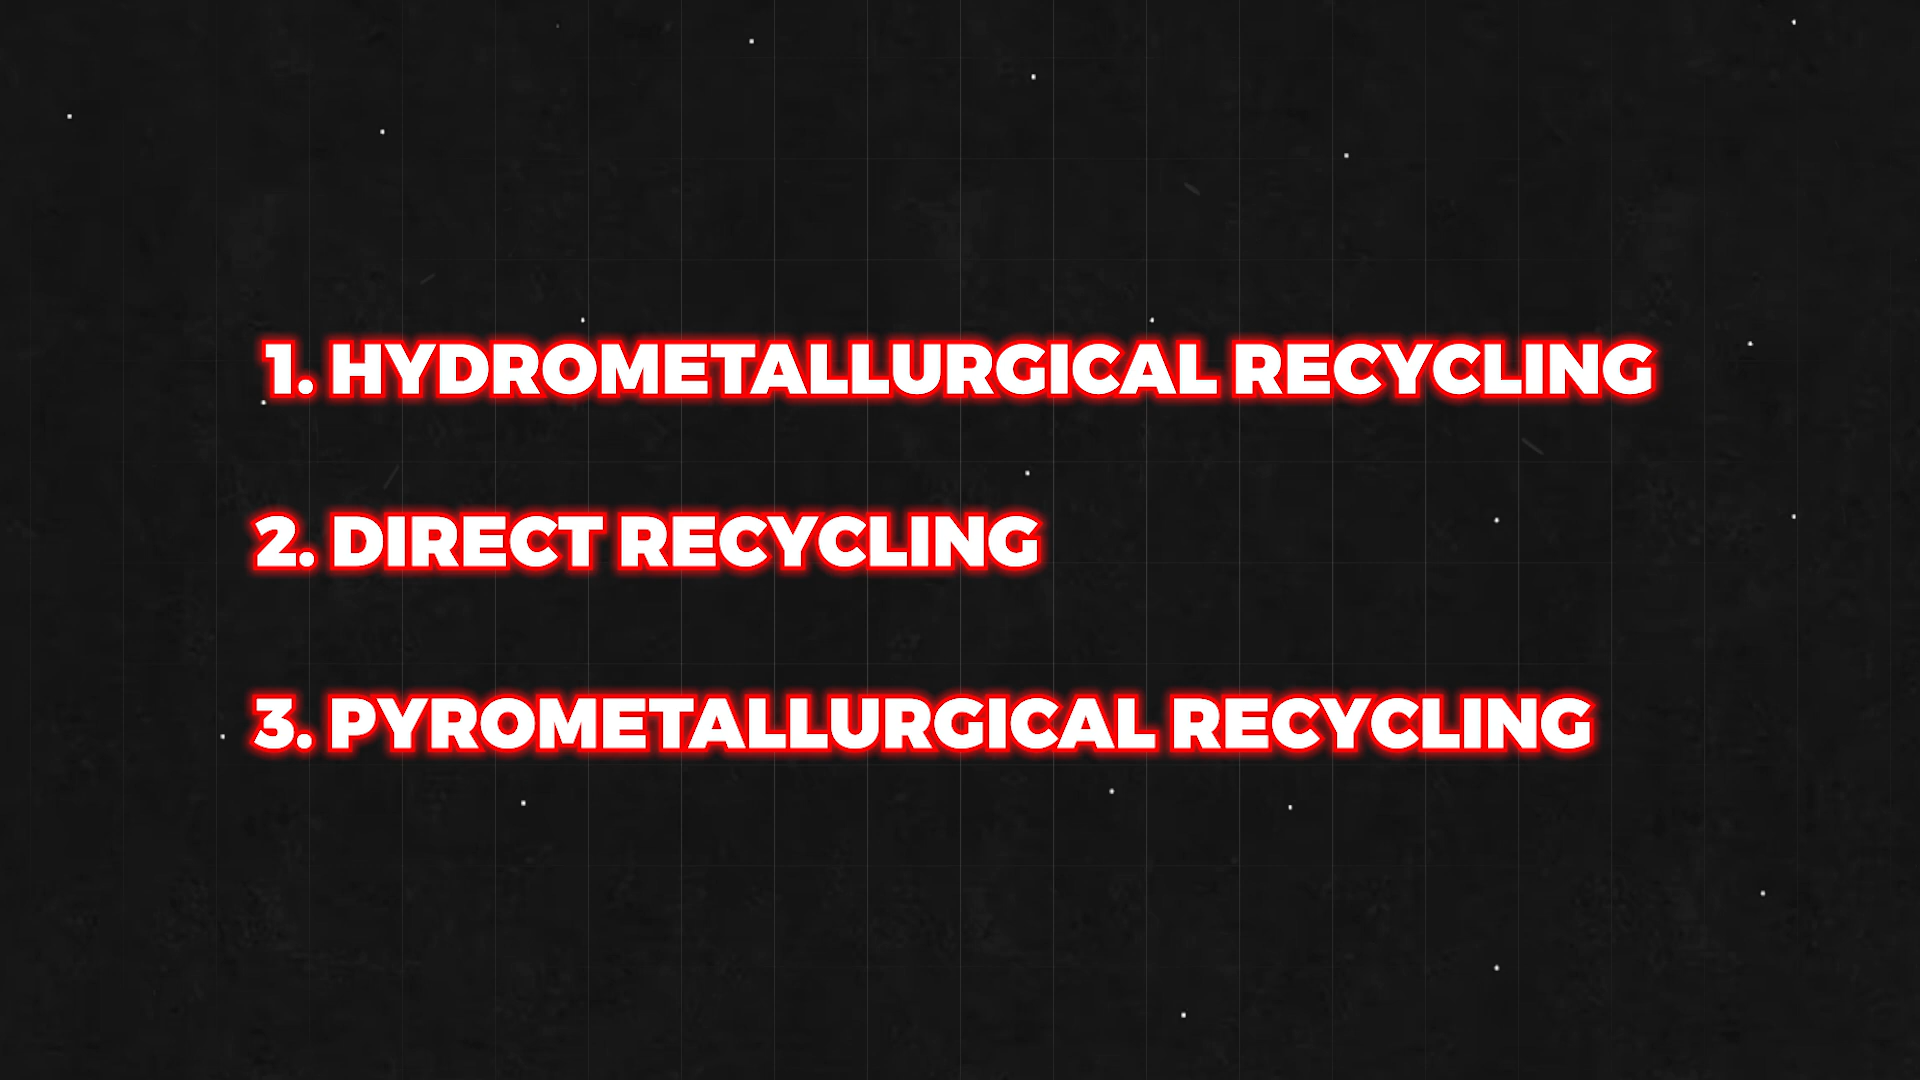 1. HYDROMETALLURGICAL RECYCLING
2. DIRECT RECYCLING
3. PYROMETALLURGICAL RECYCLING